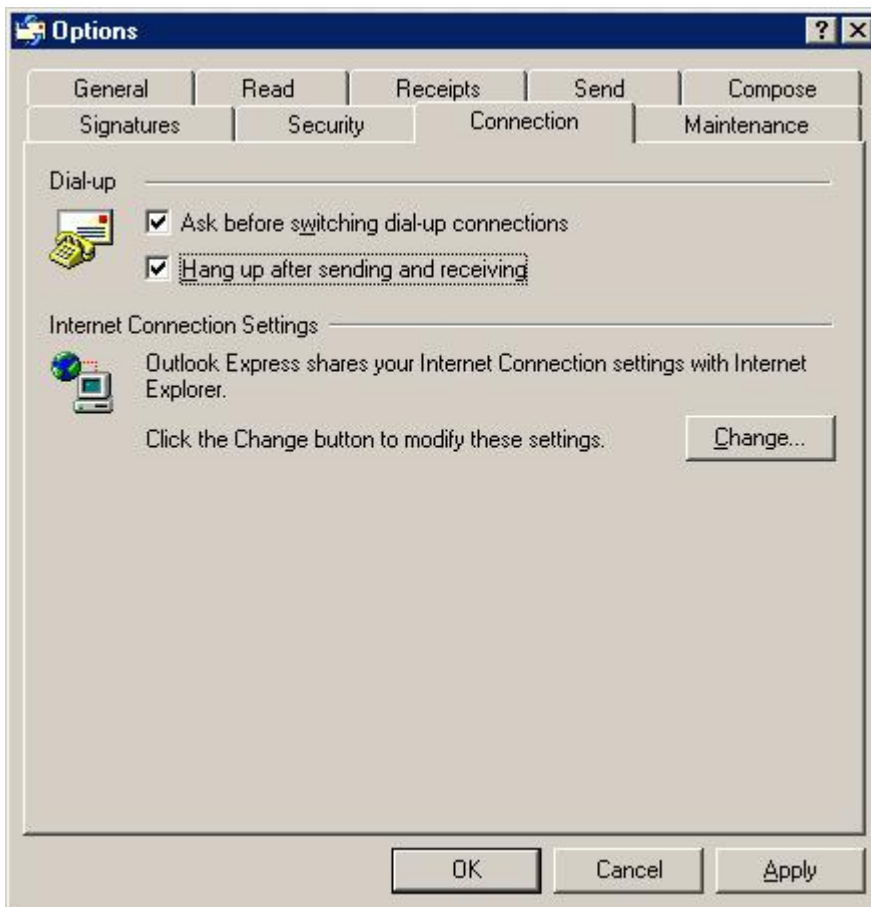 Options
General Read Receipts Send Compose
Signatures Security Connection Maintenance
Dial-up
Ask before switching dial-up connections
Hang up after sending and receiving
Internet Connection Settings
Outlook Express shares your Internet Connection settings with Internet
Explorer.
Click the Change button to modify these settings. Change...
OK Cancel Apply